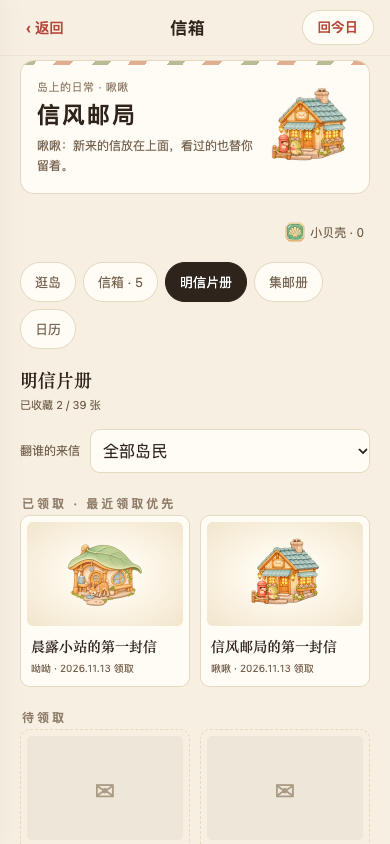 ‹ 返回
信箱
回今日
岛上的日常 · 啾啾
信风邮局
啾啾：新来的信放在上面，看过的也替你
留着。
小贝壳 · 0
逛岛
信箱 · 5
明信片册
集邮册
日历
明信片册
已收藏 2 / 39 张
翻谁的来信
全部岛民
已领取 · 最近领取优先
晨露小站的第一封信
呦呦 · 2026.11.13 领取
信风邮局的第一封信
啾啾 · 2026.11.13 领取
待领取